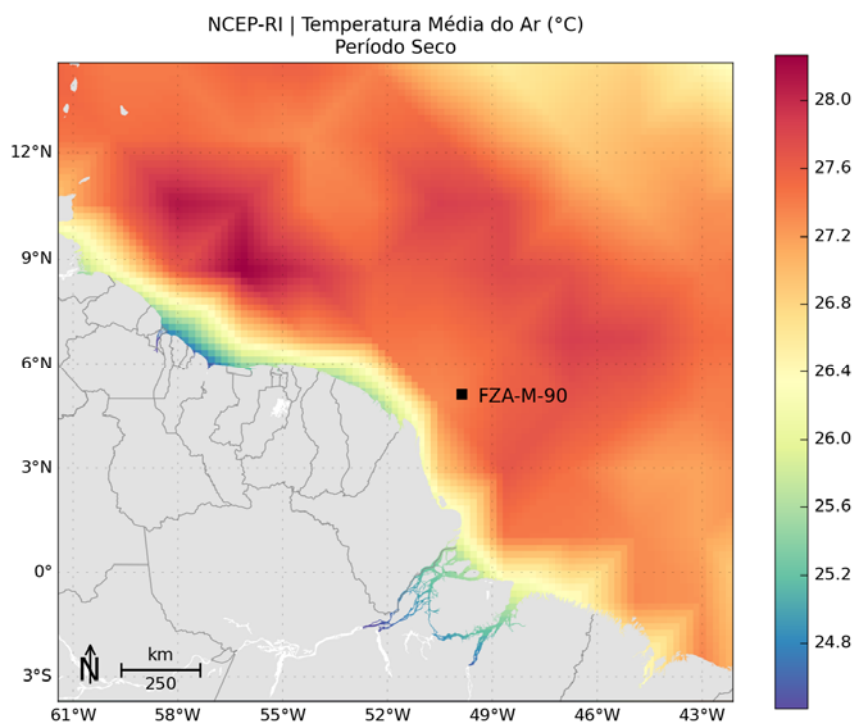 NCEP-RI | Temperatura Média do Ar (°C)
Período Seco
28.0
27.6
27.2
26.8
26.4
26.0
25.6
25.2
24.8
12°N
9°N
6°N
3°N
0°
3°S
FZA-M-90
N
km
250
61°W 58°W 55°W 52°W 49°W 46°W 43°W